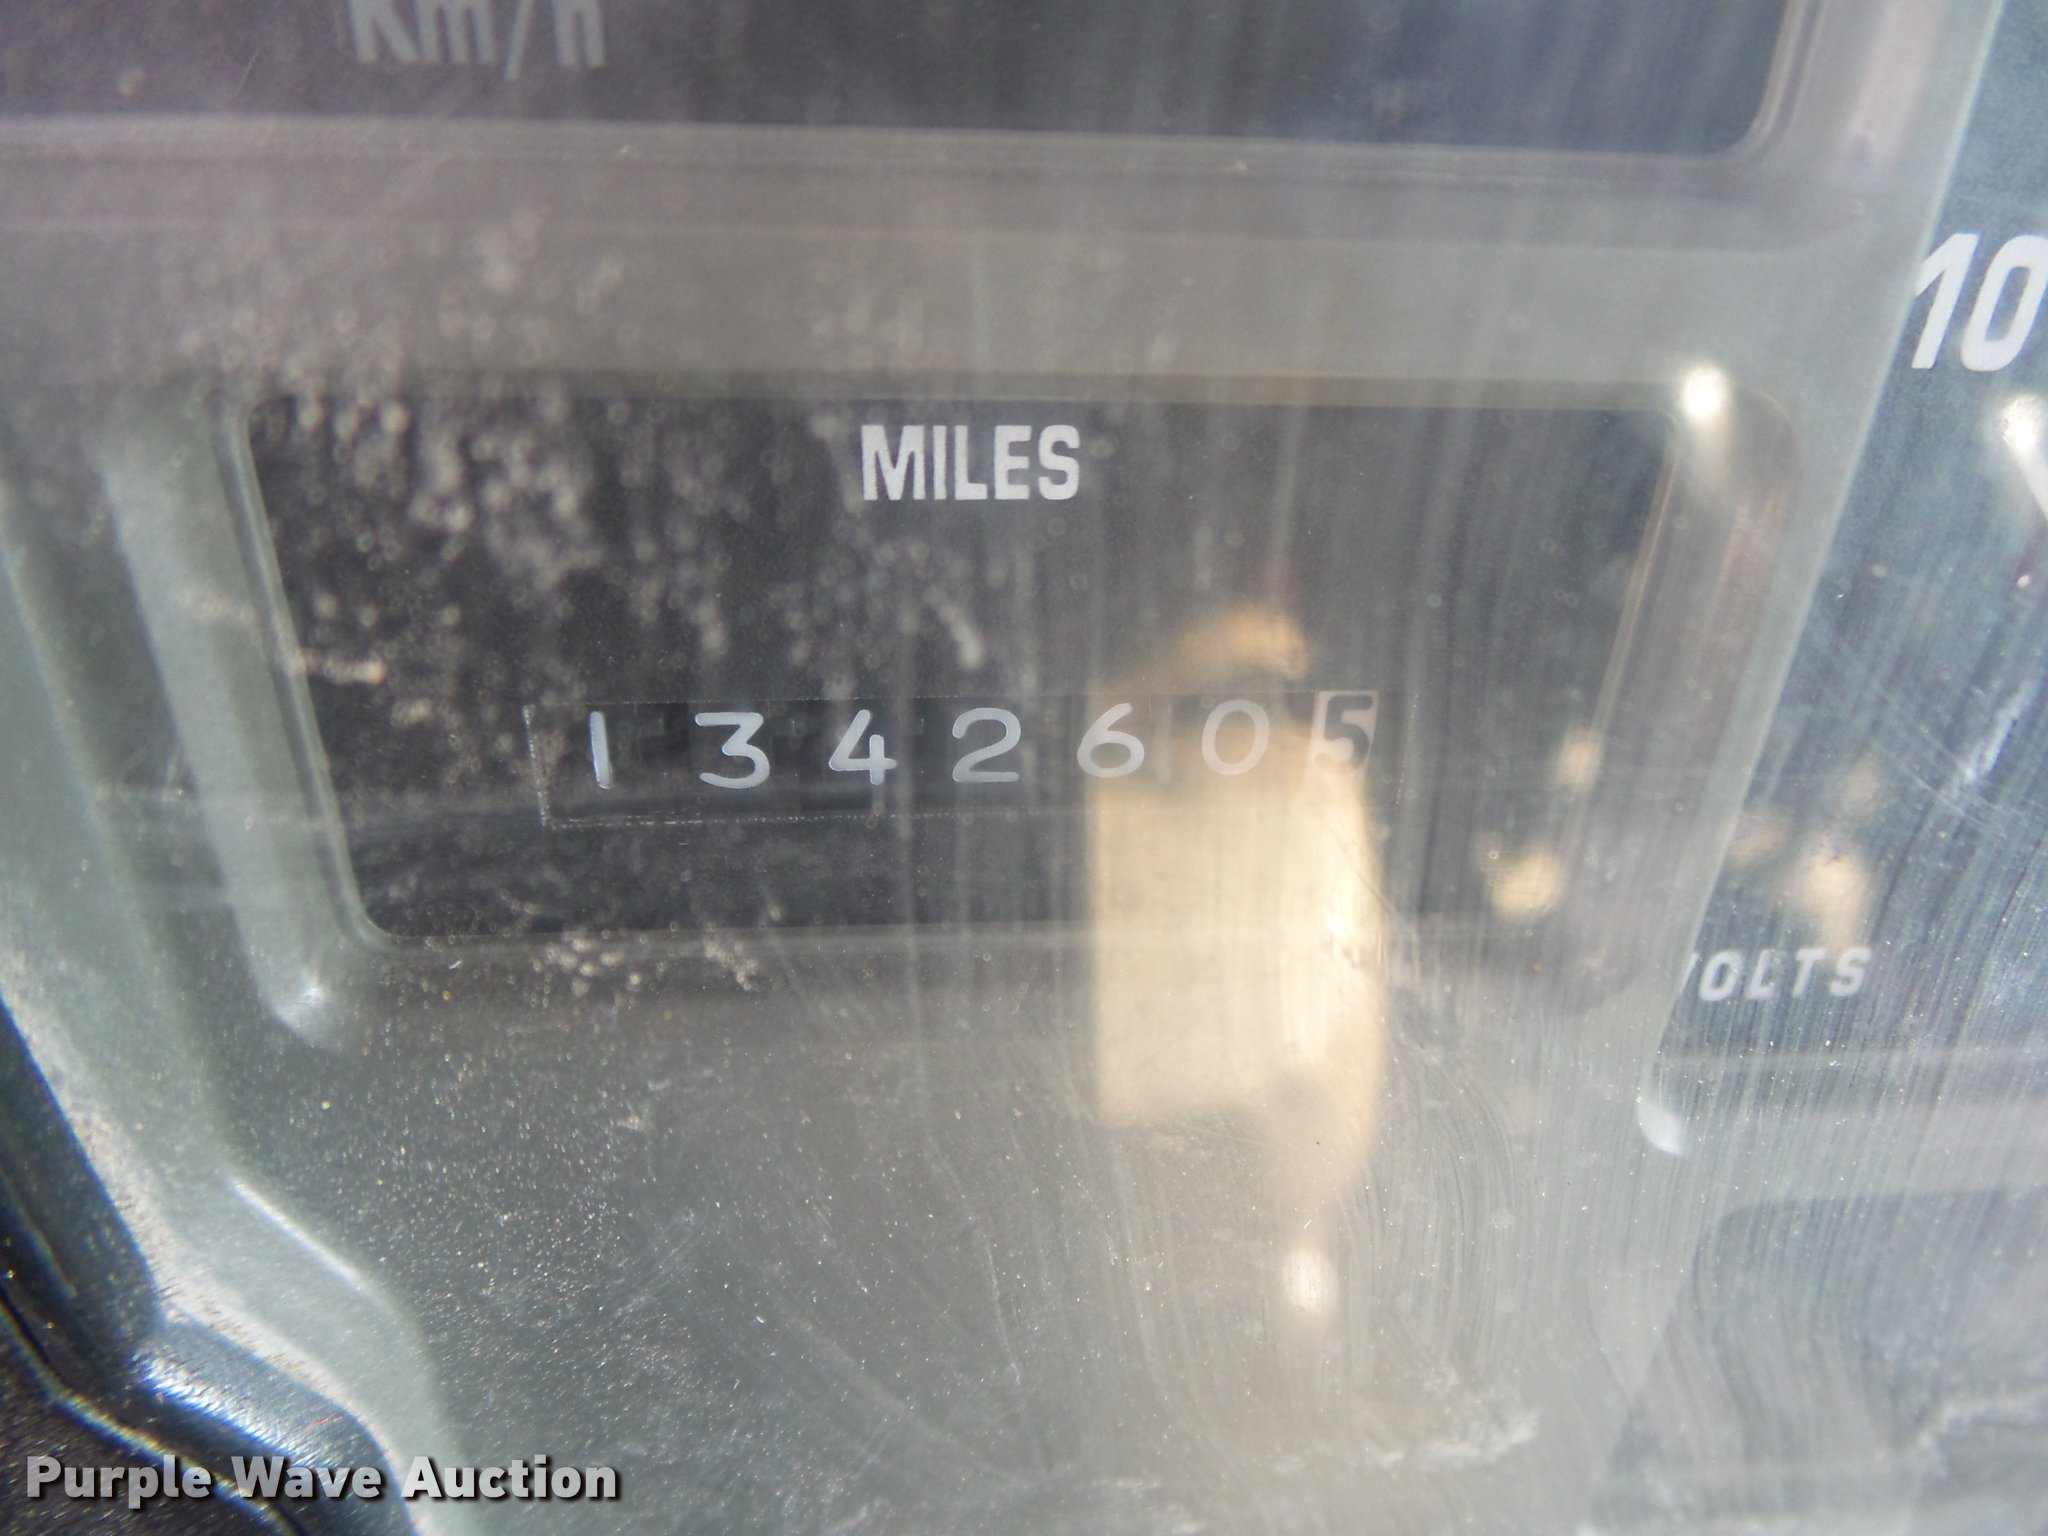 Km/h
10
MILES
1342605
VOLTS
Purple Wave Auction